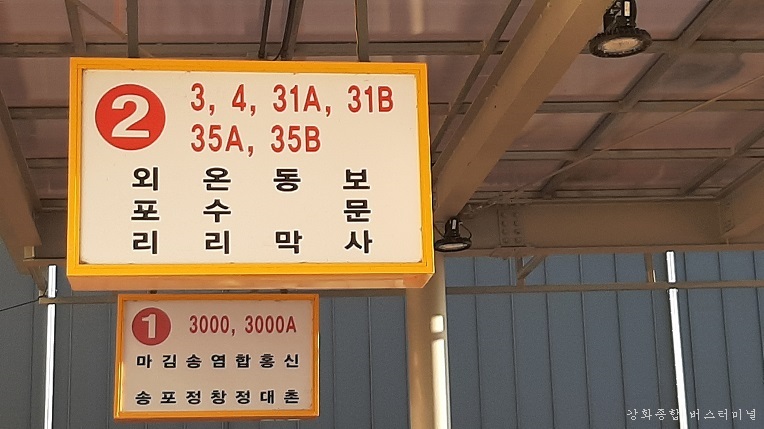 2
3, 4, 31A, 31B
35A, 35B
외포리
온수리
동막
보문사
1
3000, 3000A
마송
김포
송정
염창
합정
홍대
신촌
강화종합버스터미널